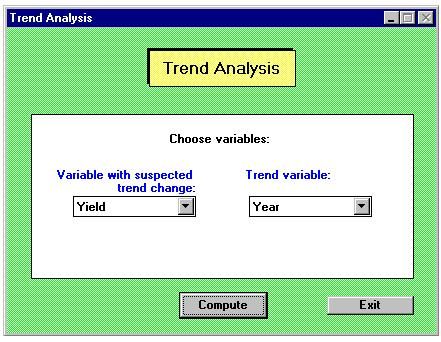 Trend Analysis
Trend Analysis
Choose variables:
Variable with suspected
trend change:
Trend variable:
Yield
Year
Compute
Exit